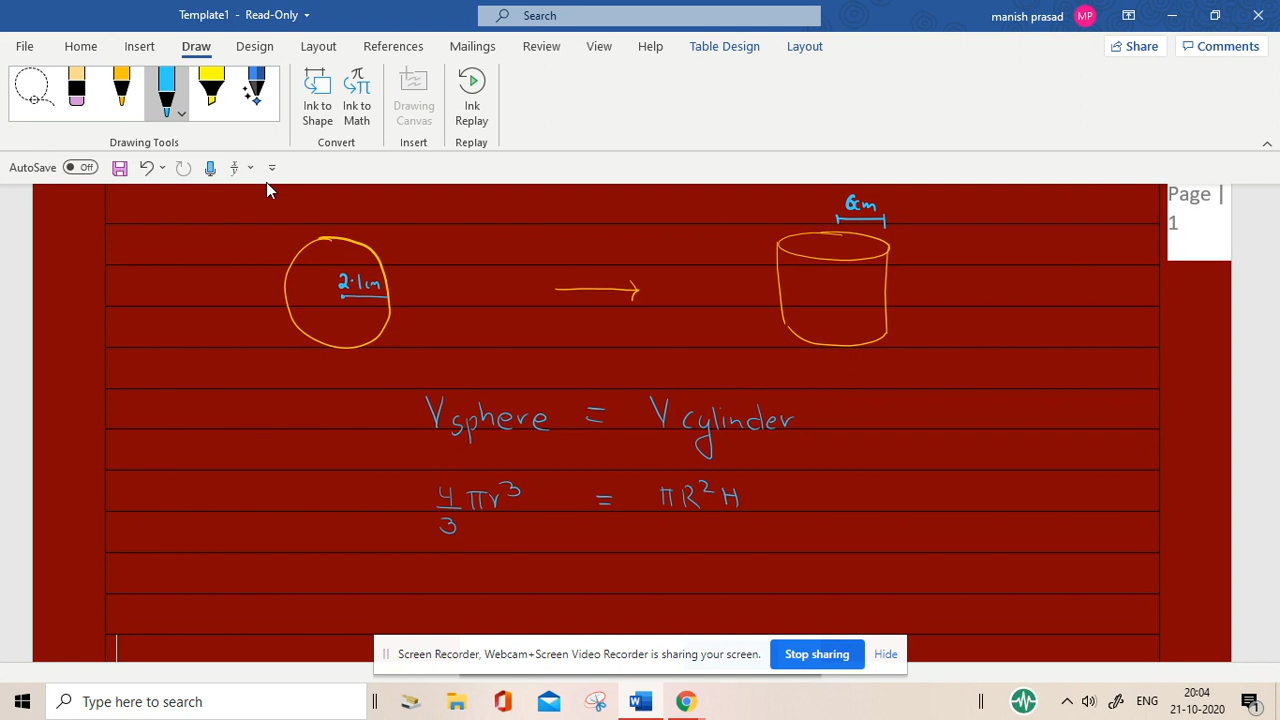 Template1 - Read-Only
Search
manish prasad
MP
File Home Insert Draw Design Layout References Mailings Review View Help Table Design Layout
Share
Comments
Ink to Shape
Ink to Math
Drawing Canvas
Ink Replay
Drawing Tools
Convert
Insert
Replay
AutoSave Off
Page |
1
6cm
2.1cm
V sphere = V cylinder
4/3 πr³ = πR²H
Screen Recorder, Webcam+Screen Video Recorder is sharing your screen. Stop sharing Hide
Type here to search
ENG
20:04
21-10-2020
1